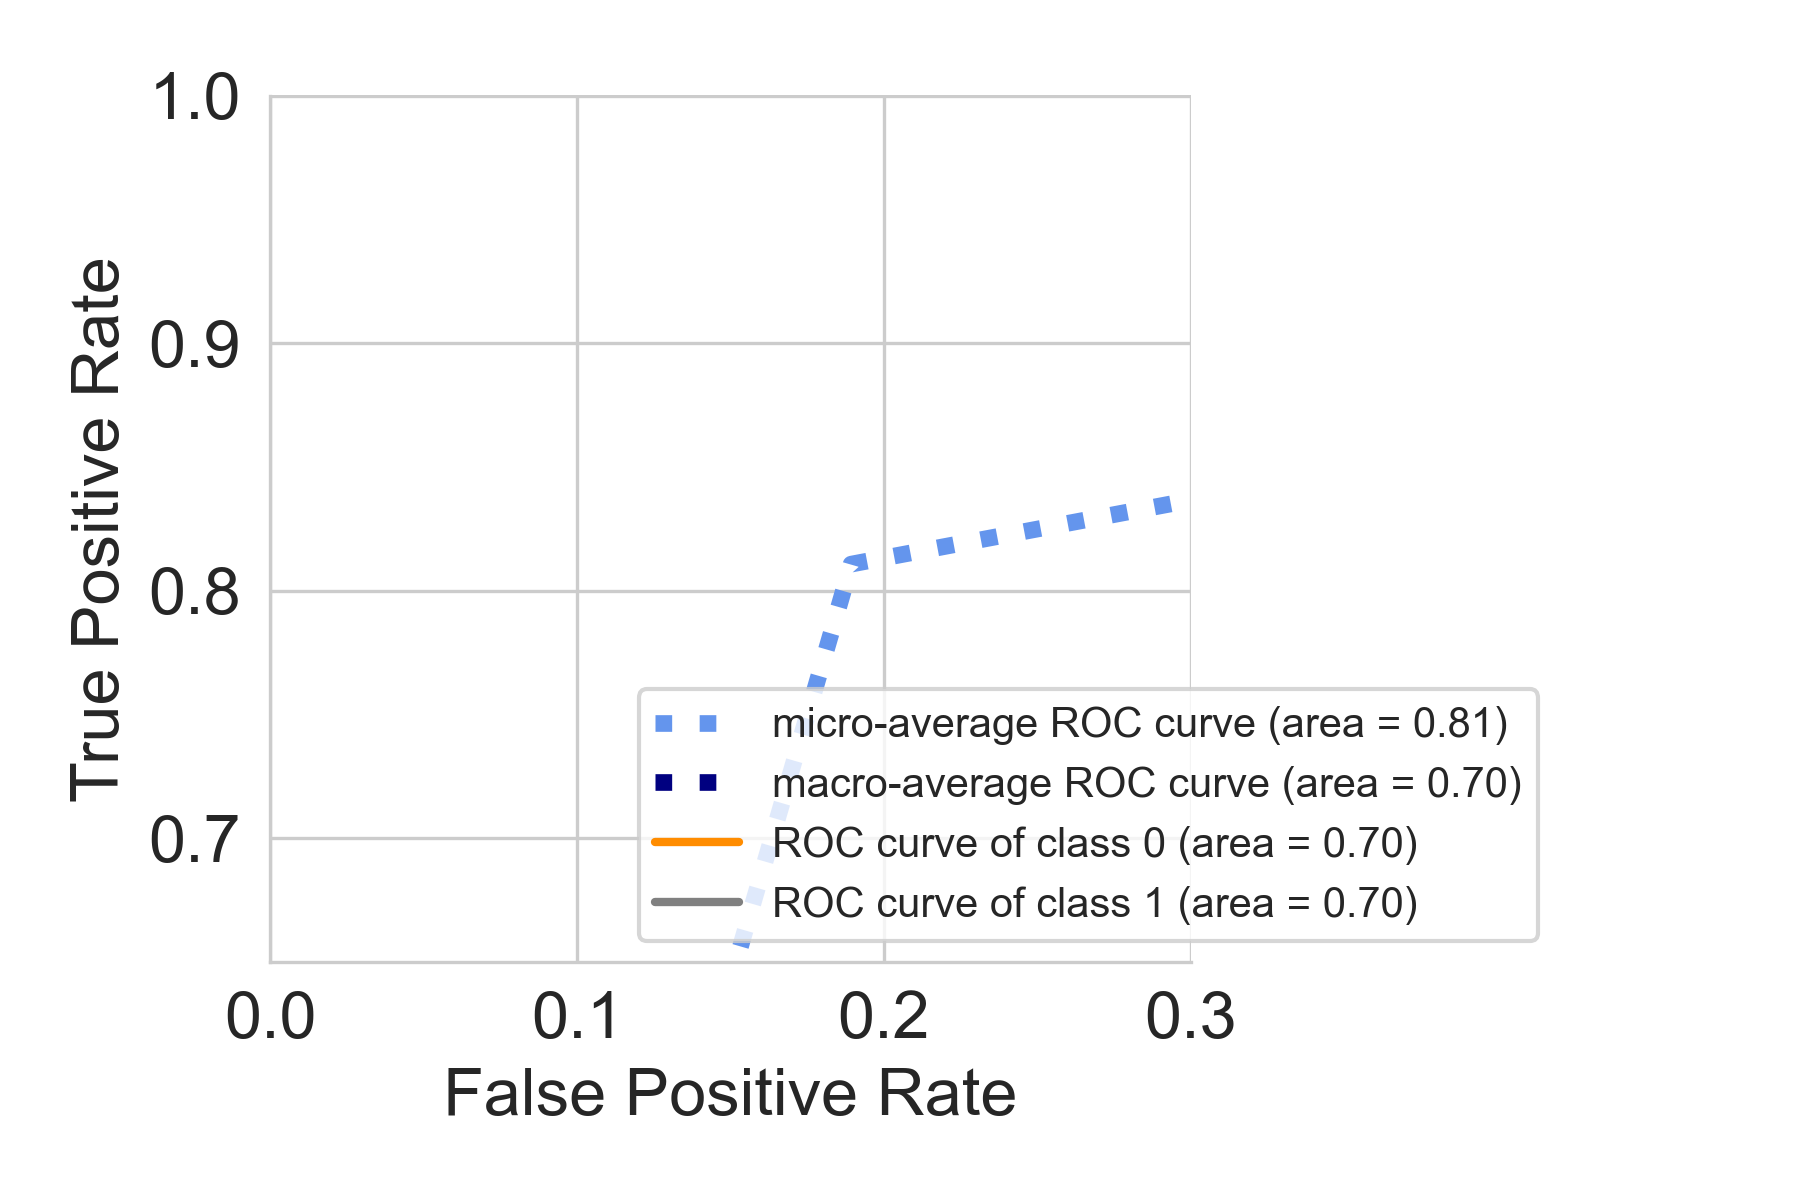 1.0
0.9
0.8
0.7
True Positive Rate
micro-average ROC curve (area = 0.81)
macro-average ROC curve (area = 0.70)
ROC curve of class 0 (area = 0.70)
ROC curve of class 1 (area = 0.70)
0.0 0.1 0.2 0.3
False Positive Rate